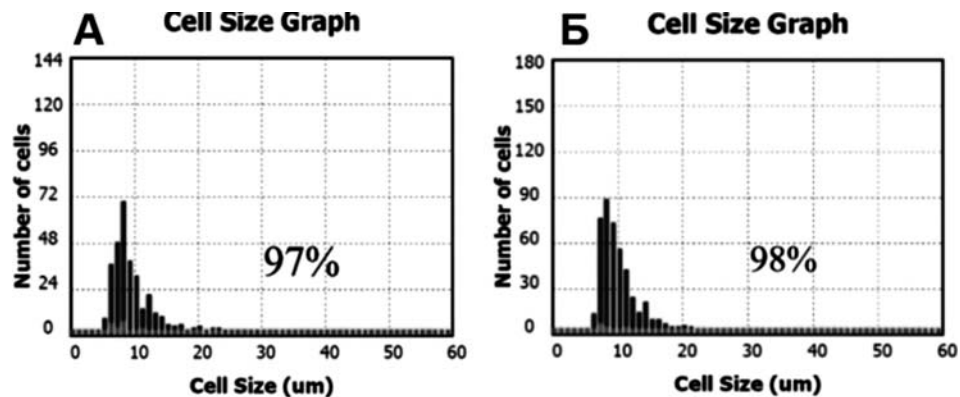 А
Cell Size Graph
Number of cells
144
120
96
72
48
24
0
97%
0 10 20 30 40 50 60
Cell Size (um)
Б
Cell Size Graph
Number of cells
180
150
120
90
60
30
0
98%
0 10 20 30 40 50 60
Cell Size (um)